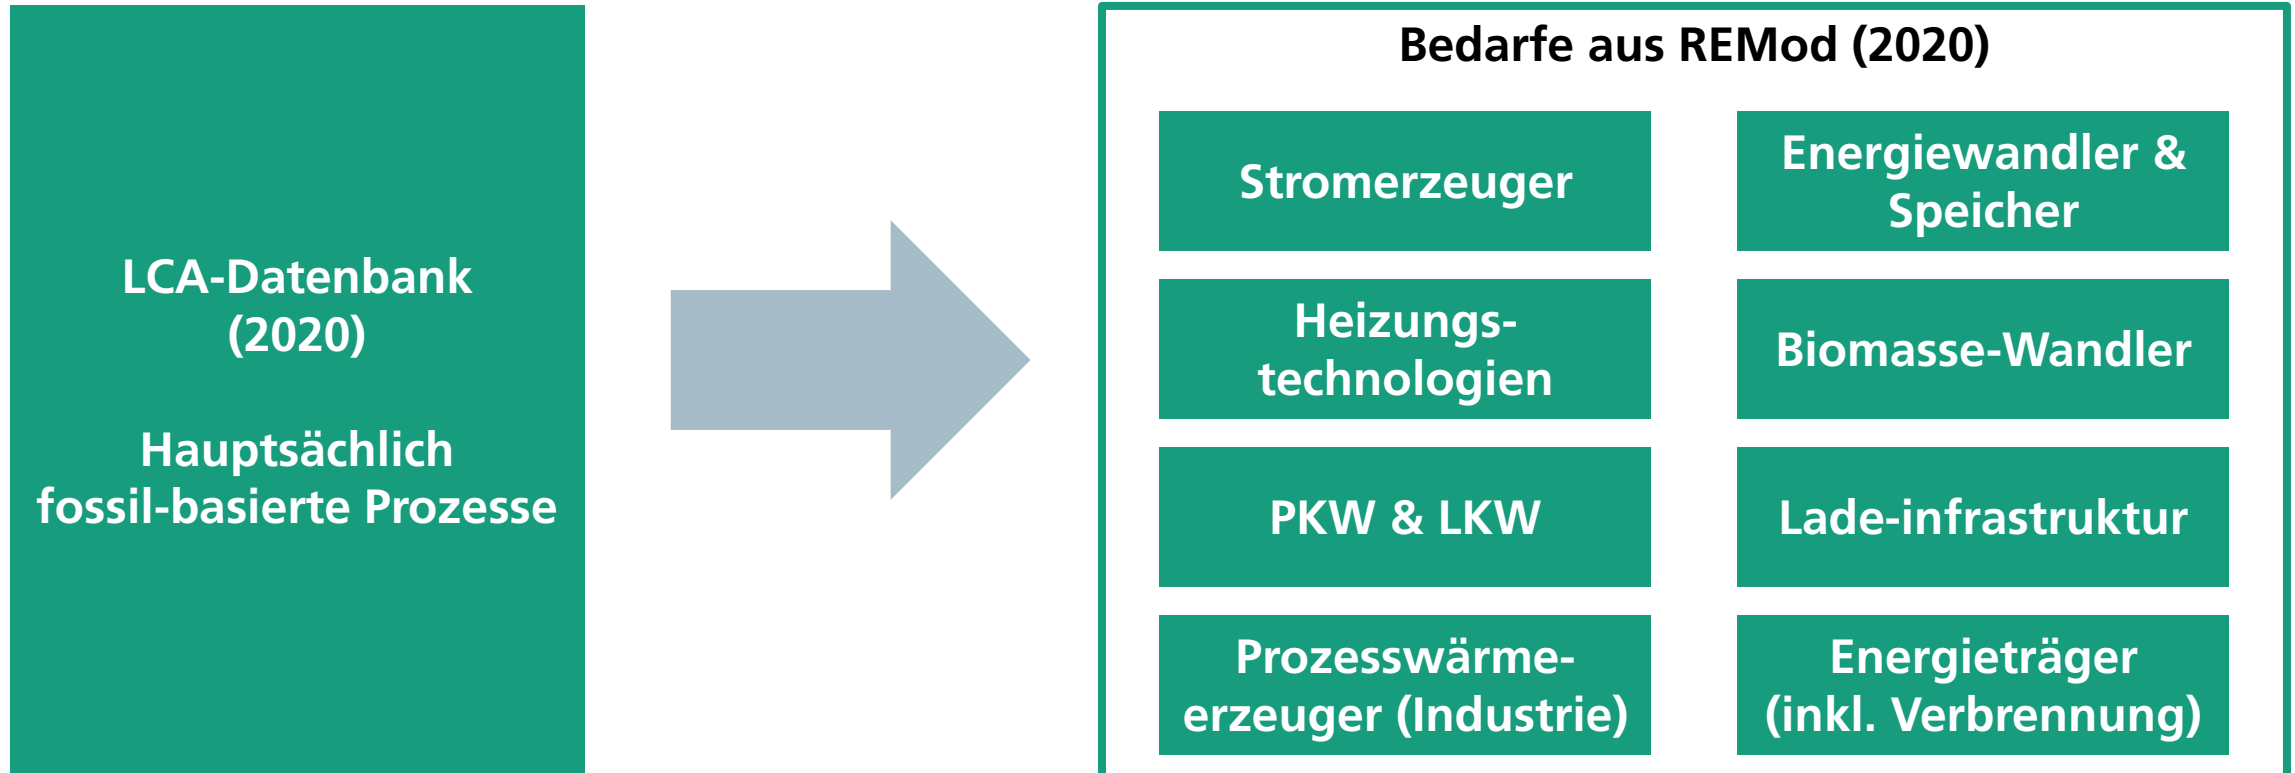 LCA-Datenbank
(2020)
Hauptsächlich
fossil-basierte Prozesse
Bedarfe aus REMod (2020)
Stromerzeuger
Energiewandler &
Speicher
Heizungs-
technologien
Biomasse-Wandler
PKW & LKW
Lade-infrastruktur
Prozesswärme-
erzeuger (Industrie)
Energieträger
(inkl. Verbrennung)